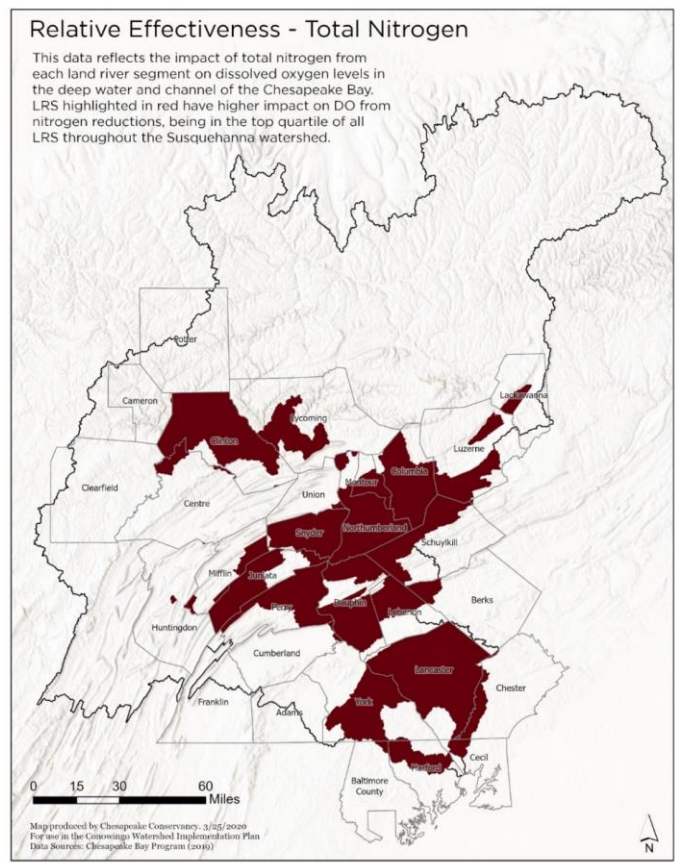 Relative Effectiveness - Total Nitrogen
This data reflects the impact of total nitrogen from
each land river segment on dissolved oxygen levels in
the deep water and channel of the Chesapeake Bay.
LRS highlighted in red have higher impact on DO from
nitrogen reductions, being in the top quartile of all
LRS throughout the Susquehanna watershed.
Potter
Cameron
Lackawanna
Lycoming
Clinton
Luzerne
Columbia
Clearfield
Montour
Centre
Union
Snyder
Northumberland
Schuylkill
Mifflin
Juniata
Berks
Perry
Dauphin
Lebanon
Huntingdon
Cumberland
Lancaster
Chester
Franklin
York
Adams
Cecil
Harford
Baltimore
County
0 15 30 60
Miles
Map produced by Chesapeake Conservancy. 3/25/2020
For use in the Conowingo Watershed Implementation Plan
Data Sources: Chesapeake Bay Program (2019)
N